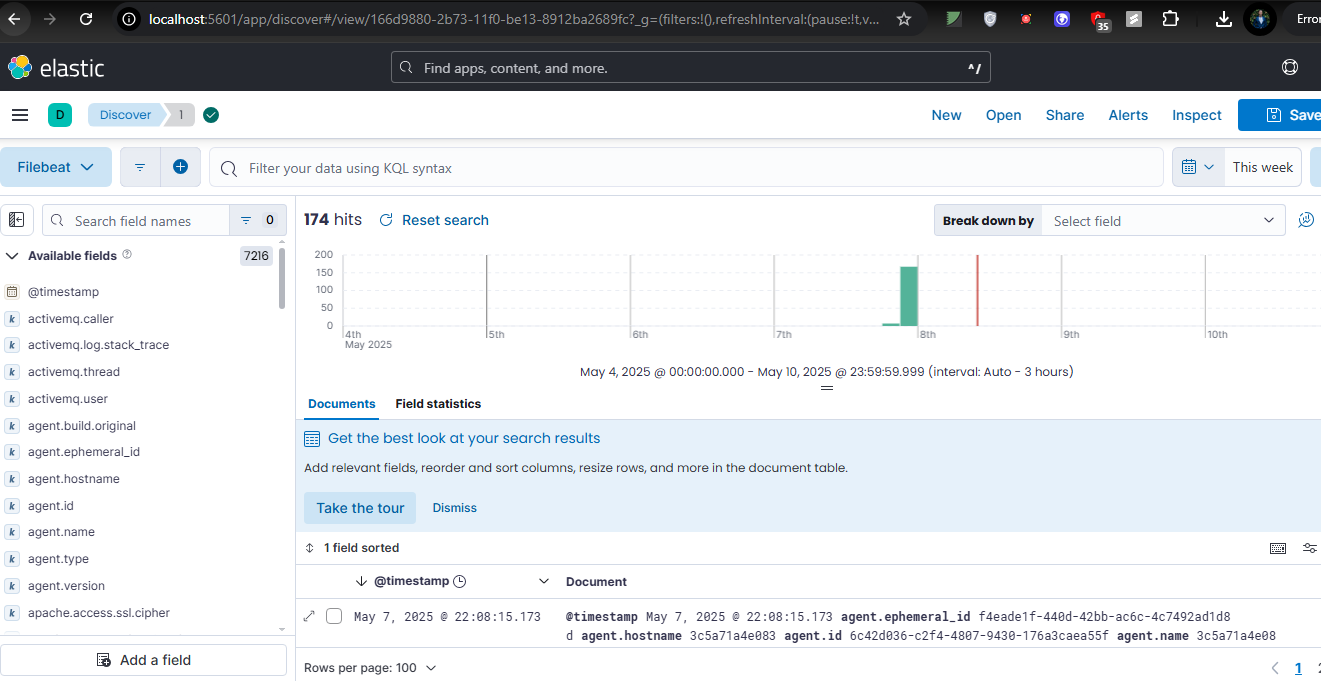 localhost:5601/app/discover#/view/166d9880-2b73-11f0-be13-8912ba2689fc?_g=(filters:!(),refreshInterval:(pause:!t,v...
35
Error
elastic
Find apps, content, and more.
^/
D
Discover
1
New
Open
Share
Alerts
Inspect
Save
Filebeat
Filter your data using KQL syntax
This week
Search field names
0
Available fields
7216
@timestamp
k activemq.caller
k activemq.log.stack_trace
k activemq.thread
k activemq.user
k agent.build.original
k agent.ephemeral_id
k agent.hostname
k agent.id
k agent.name
k agent.type
k agent.version
k apache.access.ssl.cipher
Add a field
174 hits
Reset search
Break down by
Select field
200
150
100
50
0
4th
May 2025
5th
6th
7th
8th
9th
10th
May 4, 2025 @ 00:00:00.000 - May 10, 2025 @ 23:59:59.999 (interval: Auto - 3 hours)
Documents
Field statistics
Get the best look at your search results
Add relevant fields, reorder and sort columns, resize rows, and more in the document table.
Take the tour
Dismiss
1 field sorted
@timestamp
Document
May 7, 2025 @ 22:08:15.173
@timestamp May 7, 2025 @ 22:08:15.173 agent.ephemeral_id f4eade1f-440d-42bb-ac6c-4c7492ad1d8
d agent.hostname 3c5a71a4e083 agent.id 6c42d036-c2f4-4807-9430-176a3caea55f agent.name 3c5a71a4e08
Rows per page: 100
1
2